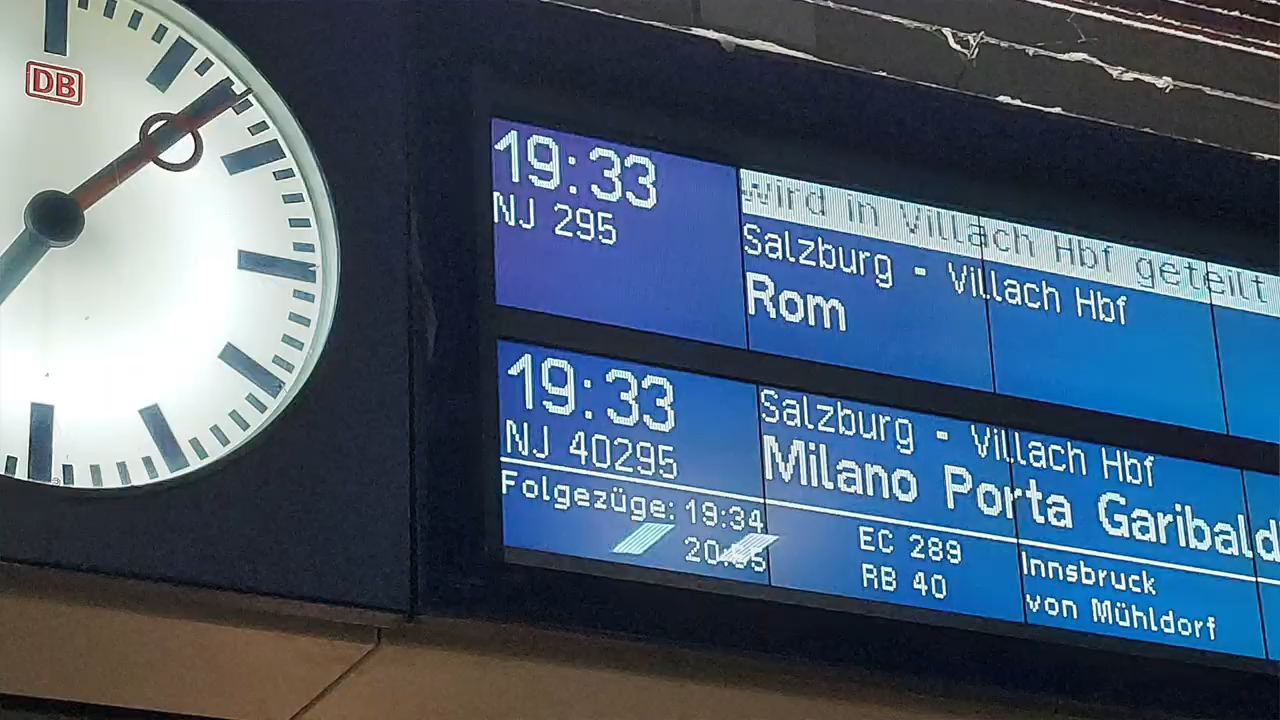 DB
19:33
NJ 295
wird in Villach Hbf geteilt
Salzburg - Villach Hbf
Rom
19:33
NJ 40295
Salzburg - Villach Hbf
Milano Porta Garibald
Folgezüge: 19:34 EC 289 Innsbruck
RB 40 von Mühldorf